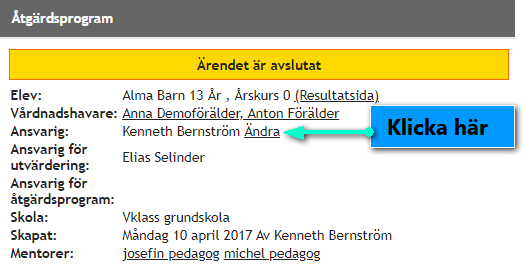 Åtgärdsprogram
Ärendet är avslutat
Elev: Alma Barn 13 År , Årskurs 0 (Resultatsida)
Vårdnadshavare: Anna Demoförälder, Anton Förälder
Ansvarig: Kenneth Bernström Ändra
Klicka här
Ansvarig för
utvärdering: Elias Selinder
Ansvarig för
åtgärdsprogram:
Skola: Vklass grundskola
Skapat: Måndag 10 april 2017 Av Kenneth Bernström
Mentorer: josefin pedagog michel pedagog